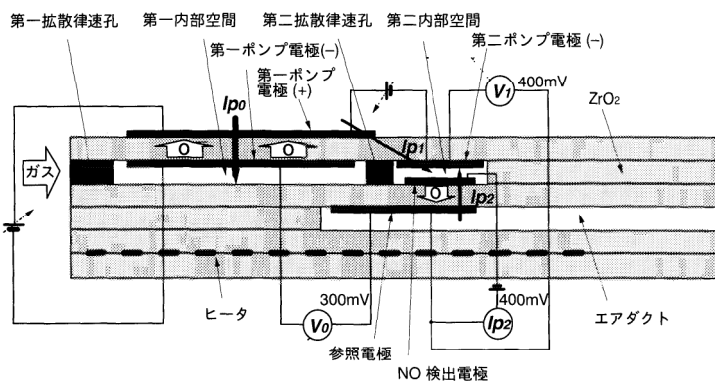 第一拡散律速孔
第一内部空間
第二拡散律速孔
第二内部空間
第一ポンプ電極(−)
第二ポンプ電極(−)
第一ポンプ
電極(+)
Ip0
V1
400mV
ZrO2
Ip1
O
O
ガス
O
Ip2
300mV
400mV
ヒータ
V0
Ip2
エアダクト
参照電極
NO 検出電極